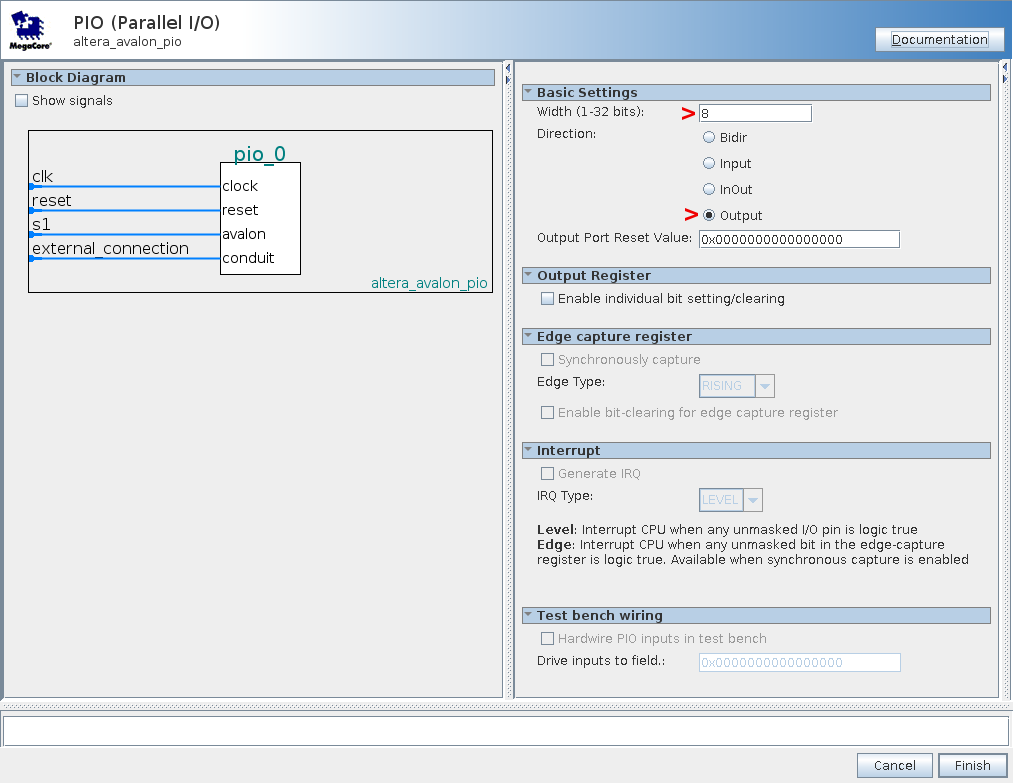 PIO (Parallel I/O)
altera_avalon_pio
MegaCore'
Documentation
Block Diagram
Show signals
pio_0
clk
clock
reset
reset
s1
avalon
external_connection
conduit
altera_avalon_pio
Basic Settings
Width (1-32 bits):
> 8
Direction:
Bidir
Input
InOut
> Output
Output Port Reset Value:
0x0000000000000000
Output Register
Enable individual bit setting/clearing
Edge capture register
Synchronously capture
Edge Type:
RISING
Enable bit-clearing for edge capture register
Interrupt
Generate IRQ
IRQ Type:
LEVEL
Level: Interrupt CPU when any unmasked I/O pin is logic true
Edge: Interrupt CPU when any unmasked bit in the edge-capture
register is logic true. Available when synchronous capture is enabled
Test bench wiring
Hardwire PIO inputs in test bench
Drive inputs to field.:
0x0000000000000000
Cancel
Finish